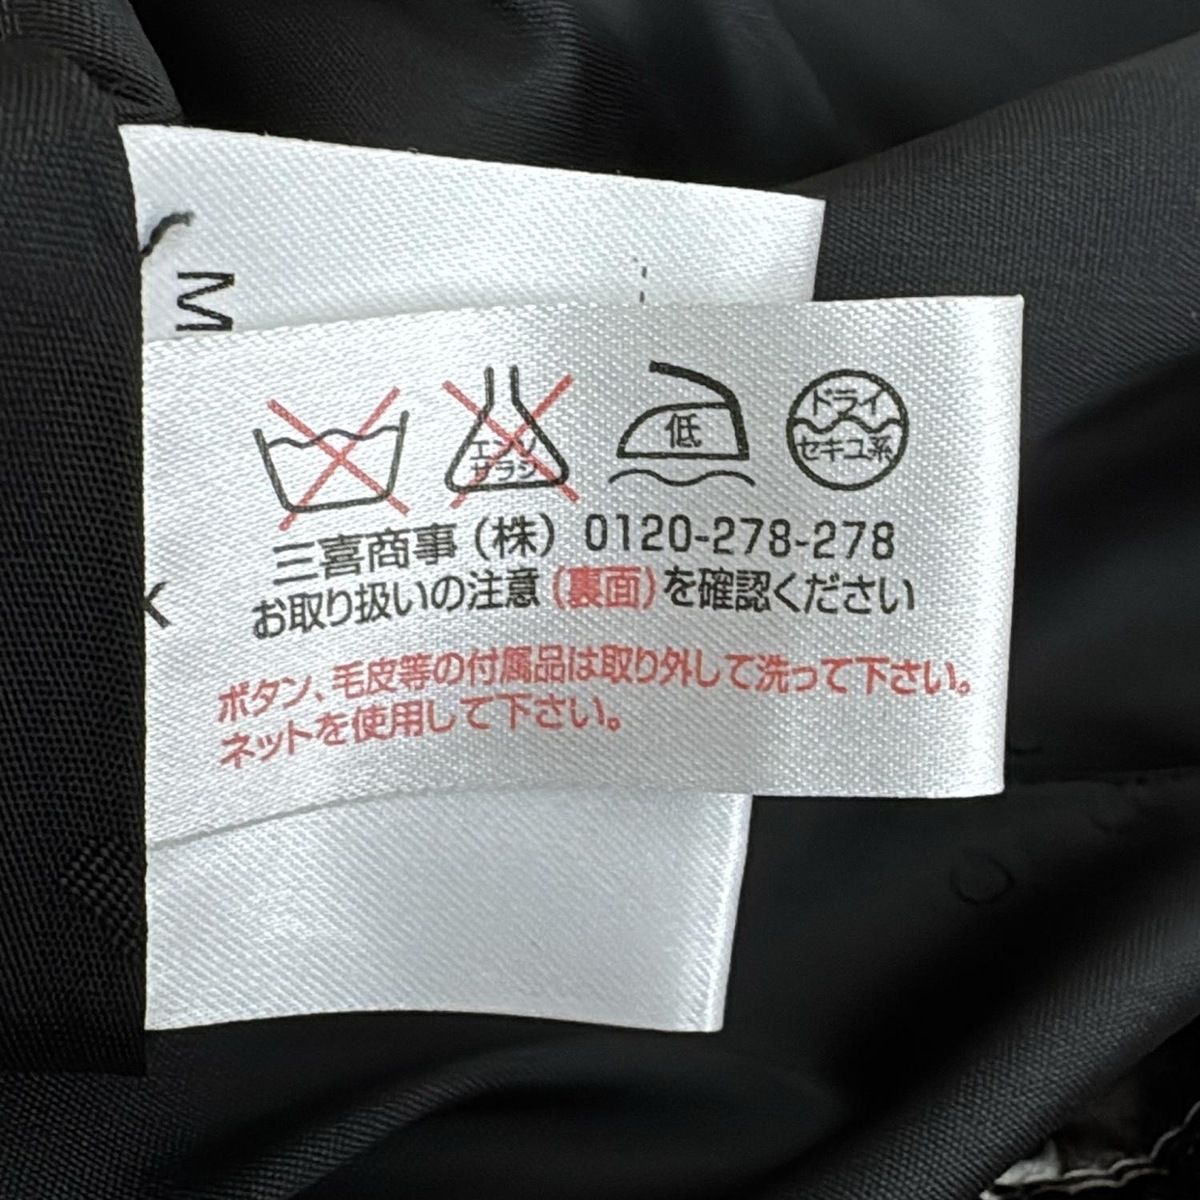 M
エンソ
サラシ
低
ドライ
セキユ系
三喜商事（株） 0120-278-278
K
お取り扱いの注意（裏面）を確認ください
ボタン、毛皮等の付属品は取り外して洗って下さい。
ネットを使用して下さい。